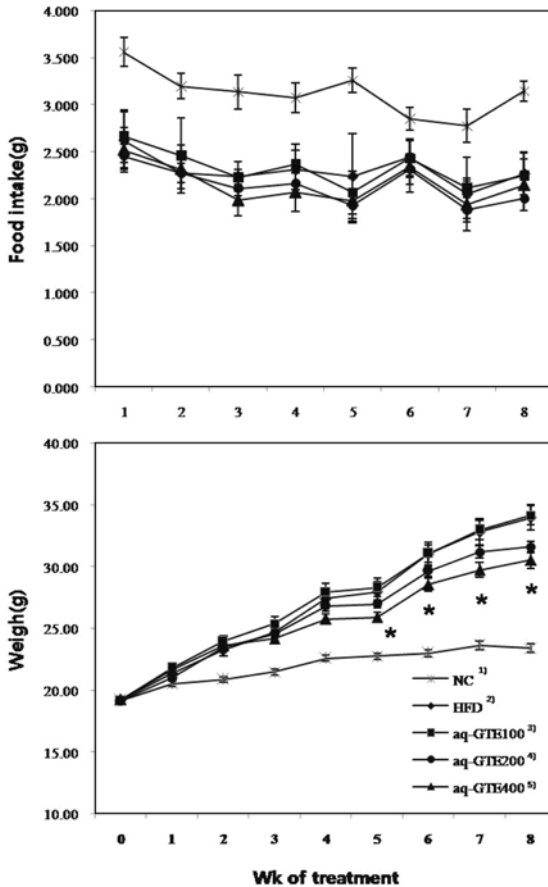 4.000
3.500
3.000
2.500
2.000
1.500
1.000
0.500
0.000
Food intake(g)
1 2 3 4 5 6 7 8
40.00
35.00
30.00
25.00
20.00
15.00
10.00
Weigh(g)
* * * *
NC 1)
HFD 2)
aq-GTE100 3)
aq-GTE200 4)
aq-GTE400 5)
0 1 2 3 4 5 6 7 8
Wk of treatment